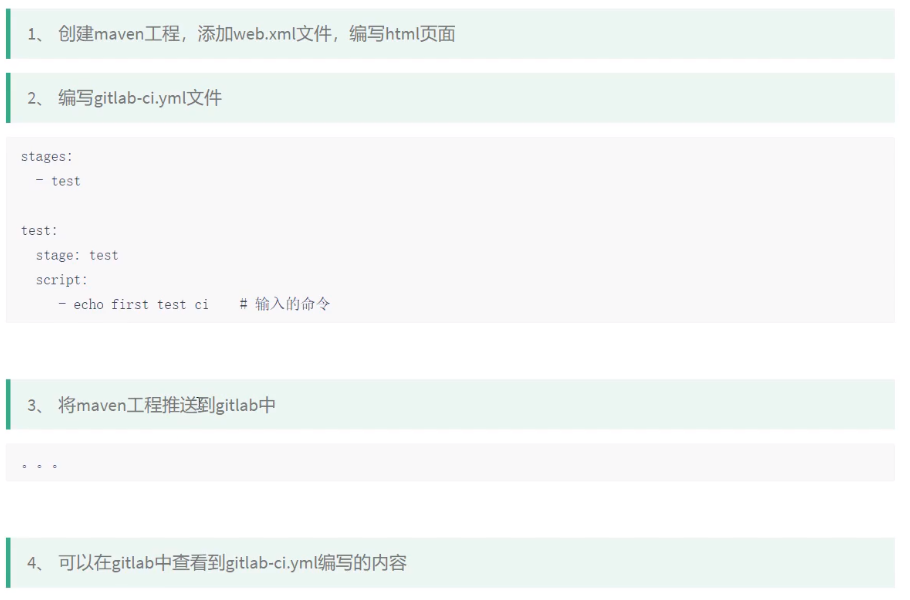 1、 创建maven工程，添加web.xml文件，编写html页面
2、 编写gitlab-ci.yml文件
stages:
  - test
test:
  stage: test
  script:
     - echo first test ci    # 输入的命令
3、 将maven工程推送到gitlab中
。。。
4、 可以在gitlab中查看到gitlab-ci.yml编写的内容